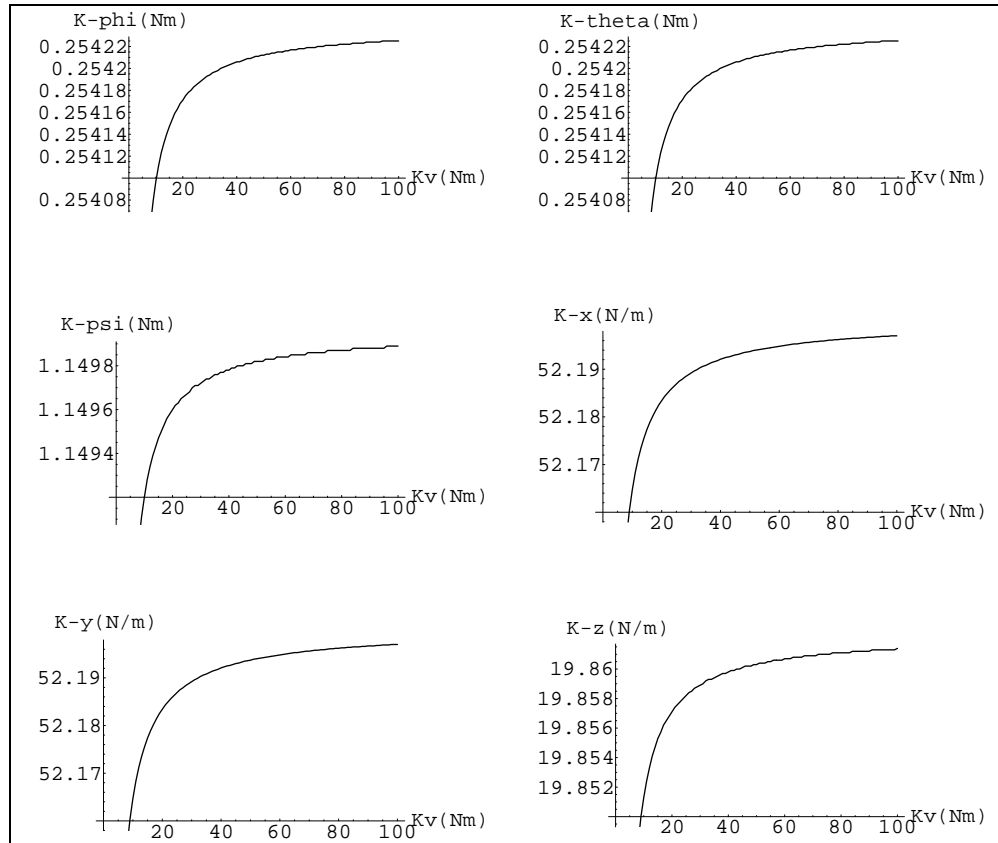 K-phi(Nm)
0.25422
0.2542
0.25418
0.25416
0.25414
0.25412
0.25408
20 40 60 80 100
Kv(Nm)
K-theta(Nm)
0.25422
0.2542
0.25418
0.25416
0.25414
0.25412
0.25408
20 40 60 80 100
Kv(Nm)
K-psi(Nm)
1.1498
1.1496
1.1494
20 40 60 80 100
Kv(Nm)
K-x(N/m)
52.19
52.18
52.17
20 40 60 80 100
Kv(Nm)
K-y(N/m)
52.19
52.18
52.17
20 40 60 80 100
Kv(Nm)
K-z(N/m)
19.86
19.858
19.856
19.854
19.852
20 40 60 80 100
Kv(Nm)